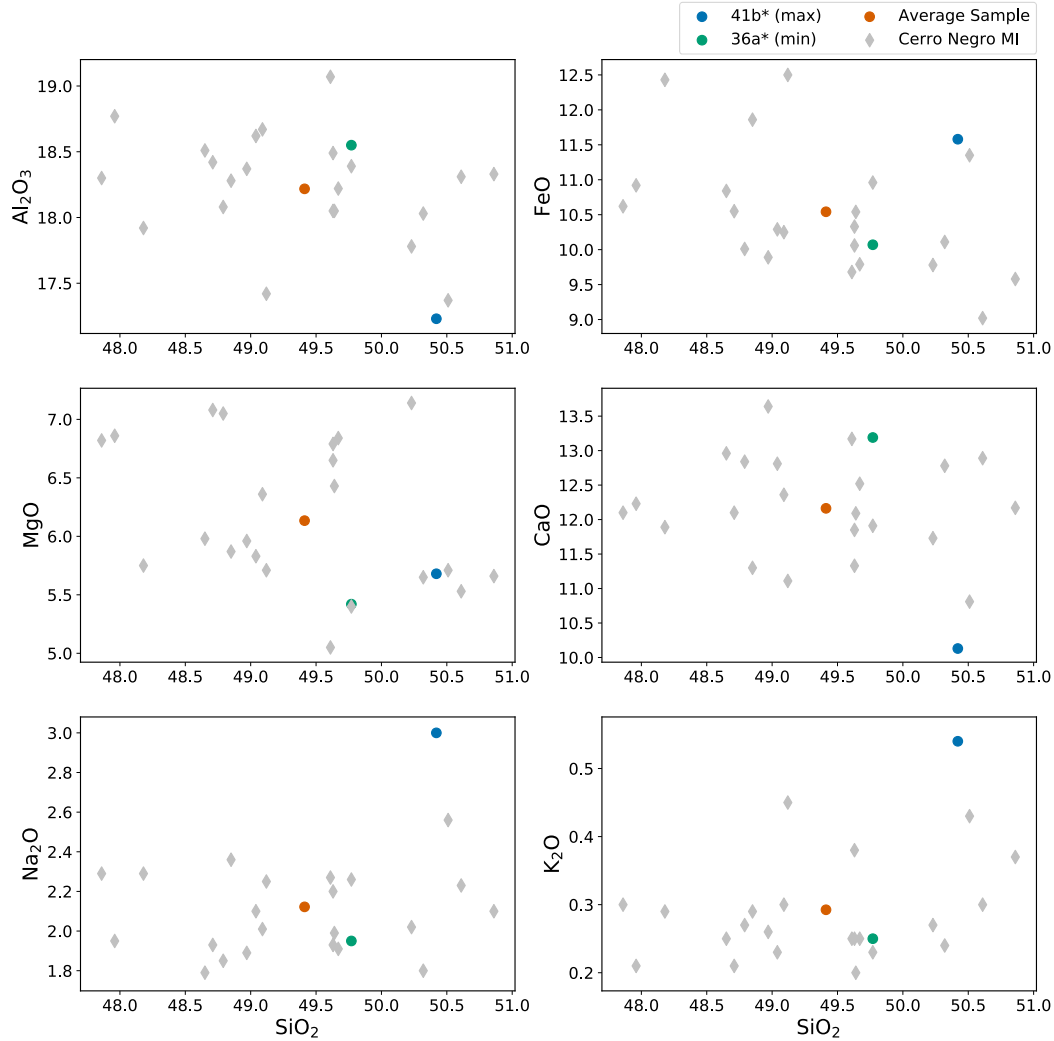 41b* (max) Average Sample
36a* (min) Cerro Negro MI
Al₂O₃
19.0
18.5
18.0
17.5
48.0 48.5 49.0 49.5 50.0 50.5 51.0
FeO
12.5
12.0
11.5
11.0
10.5
10.0
9.5
9.0
48.0 48.5 49.0 49.5 50.0 50.5 51.0
MgO
7.0
6.5
6.0
5.5
5.0
48.0 48.5 49.0 49.5 50.0 50.5 51.0
CaO
13.5
13.0
12.5
12.0
11.5
11.0
10.5
10.0
48.0 48.5 49.0 49.5 50.0 50.5 51.0
Na₂O
3.0
2.8
2.6
2.4
2.2
2.0
1.8
48.0 48.5 49.0 49.5 50.0 50.5 51.0
SiO₂
K₂O
0.5
0.4
0.3
0.2
48.0 48.5 49.0 49.5 50.0 50.5 51.0
SiO₂